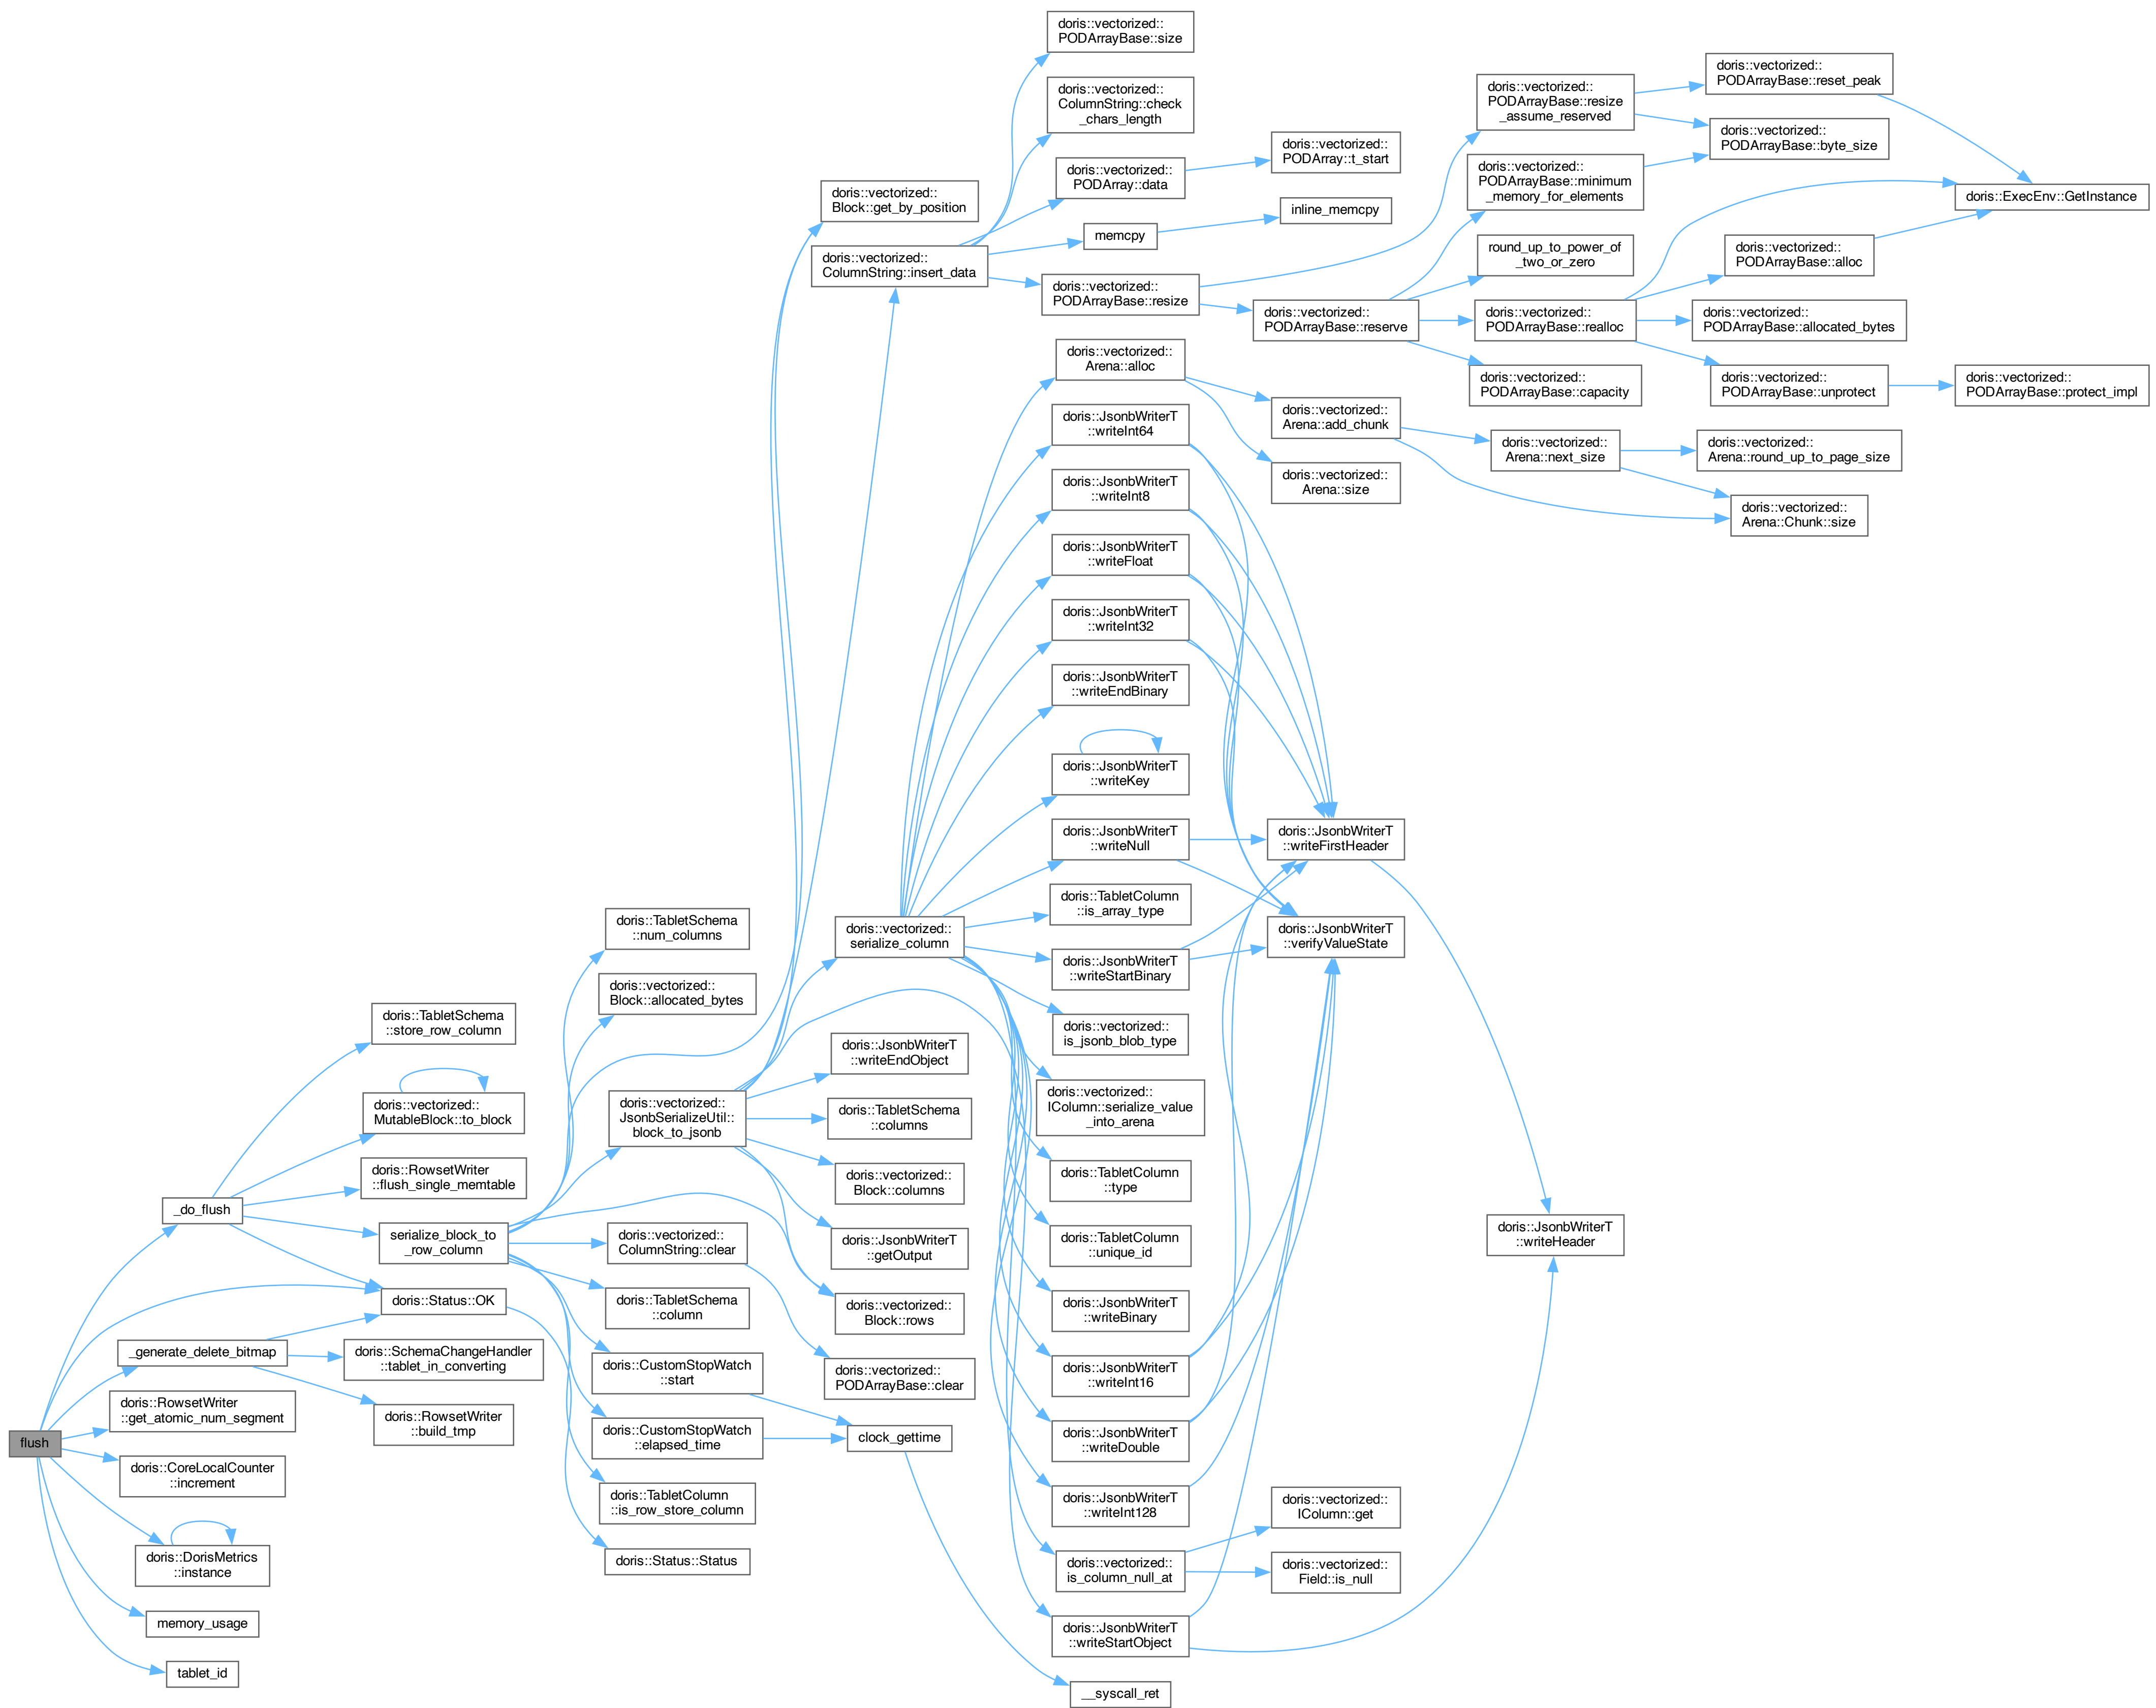 flush
_do_flush
doris::TabletSchema
::store_row_column
doris::vectorized::
MutableBlock::to_block
doris::RowsetWriter
::flush_single_memtable
serialize_block_to
_row_column
doris::Status::OK
_generate_delete_bitmap
doris::SchemaChangeHandler
::tablet_in_converting
doris::RowsetWriter
::build_tmp
doris::RowsetWriter
::get_atomic_num_segment
doris::CoreLocalCounter
::increment
doris::DorisMetrics
::instance
memory_usage
tablet_id
doris::TabletSchema
::num_columns
doris::vectorized::
Block::allocated_bytes
doris::vectorized::
JsonbSerializeUtil::
block_to_jsonb
doris::vectorized::
ColumnString::clear
doris::TabletSchema
::column
doris::CustomStopWatch
::start
doris::CustomStopWatch
::elapsed_time
doris::TabletColumn
::is_row_store_column
doris::Status::Status
doris::vectorized::
Block::get_by_position
doris::vectorized::
ColumnString::insert_data
doris::vectorized::
serialize_column
doris::JsonbWriterT
::writeEndObject
doris::TabletSchema
::columns
doris::vectorized::
Block::columns
doris::JsonbWriterT
::getOutput
doris::vectorized::
Block::rows
doris::vectorized::
PODArrayBase::clear
clock_gettime
doris::vectorized::
PODArrayBase::size
doris::vectorized::
ColumnString::check
_chars_length
doris::vectorized::
PODArray::data
memcpy
doris::vectorized::
PODArrayBase::resize
doris::vectorized::
Arena::alloc
doris::JsonbWriterT
::writeInt64
doris::JsonbWriterT
::writeInt8
doris::JsonbWriterT
::writeFloat
doris::JsonbWriterT
::writeInt32
doris::JsonbWriterT
::writeEndBinary
doris::JsonbWriterT
::writeKey
doris::JsonbWriterT
::writeNull
doris::TabletColumn
::is_array_type
doris::JsonbWriterT
::writeStartBinary
doris::vectorized::
is_jsonb_blob_type
doris::vectorized::
IColumn::serialize_value
_into_arena
doris::TabletColumn
::type
doris::TabletColumn
::unique_id
doris::JsonbWriterT
::writeBinary
doris::JsonbWriterT
::writeInt16
doris::JsonbWriterT
::writeDouble
doris::JsonbWriterT
::writeInt128
doris::vectorized::
is_column_null_at
doris::JsonbWriterT
::writeStartObject
__syscall_ret
doris::vectorized::
PODArray::t_start
inline_memcpy
doris::vectorized::
PODArrayBase::reserve
doris::vectorized::
Arena::add_chunk
doris::vectorized::
Arena::size
doris::JsonbWriterT
::writeFirstHeader
doris::JsonbWriterT
::verifyValueState
doris::vectorized::
IColumn::get
doris::vectorized::
Field::is_null
doris::vectorized::
PODArrayBase::resize
_assume_reserved
doris::vectorized::
PODArrayBase::minimum
_memory_for_elements
round_up_to_power_of
_two_or_zero
doris::vectorized::
PODArrayBase::realloc
doris::vectorized::
PODArrayBase::capacity
doris::vectorized::
Arena::next_size
doris::JsonbWriterT
::writeHeader
doris::vectorized::
PODArrayBase::reset_peak
doris::vectorized::
PODArrayBase::byte_size
doris::vectorized::
PODArrayBase::alloc
doris::vectorized::
PODArrayBase::allocated_bytes
doris::vectorized::
PODArrayBase::unprotect
doris::vectorized::
Arena::round_up_to_page_size
doris::vectorized::
Arena::Chunk::size
doris::ExecEnv::GetInstance
doris::vectorized::
PODArrayBase::protect_impl